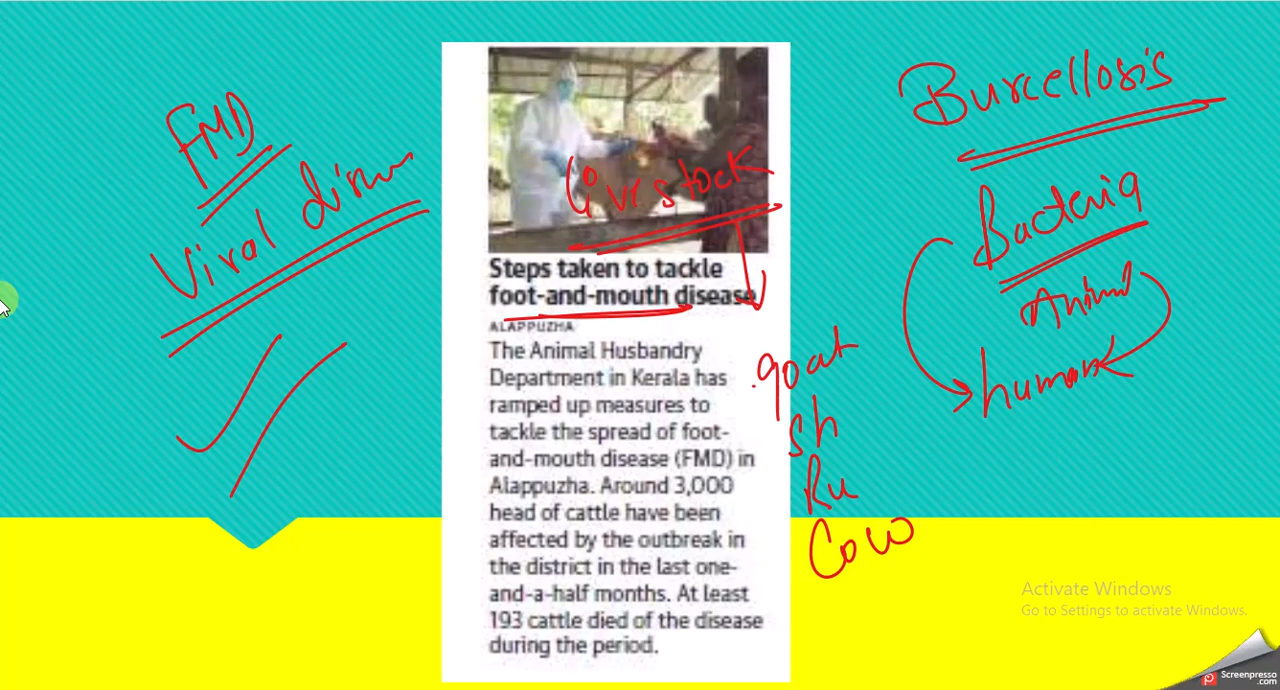 FMD
Viral
Livestock
Steps taken to tackle
foot-and-mouth disease
ALAPPUZHA
The Animal Husbandry
Department in Kerala has
ramped up measures to
tackle the spread of foot-
and-mouth disease (FMD) in
Alappuzha. Around 3,000
head of cattle have been
affected by the outbreak in
the district in the last one-
and-a-half months. At least
193 cattle died of the disease
during the period.
goat
Sh
Ru
Cow
Burcellosis
Bacteria
Animal
human
Activate Windows
Go to Settings to activate Windows.
Screenpresso
.com